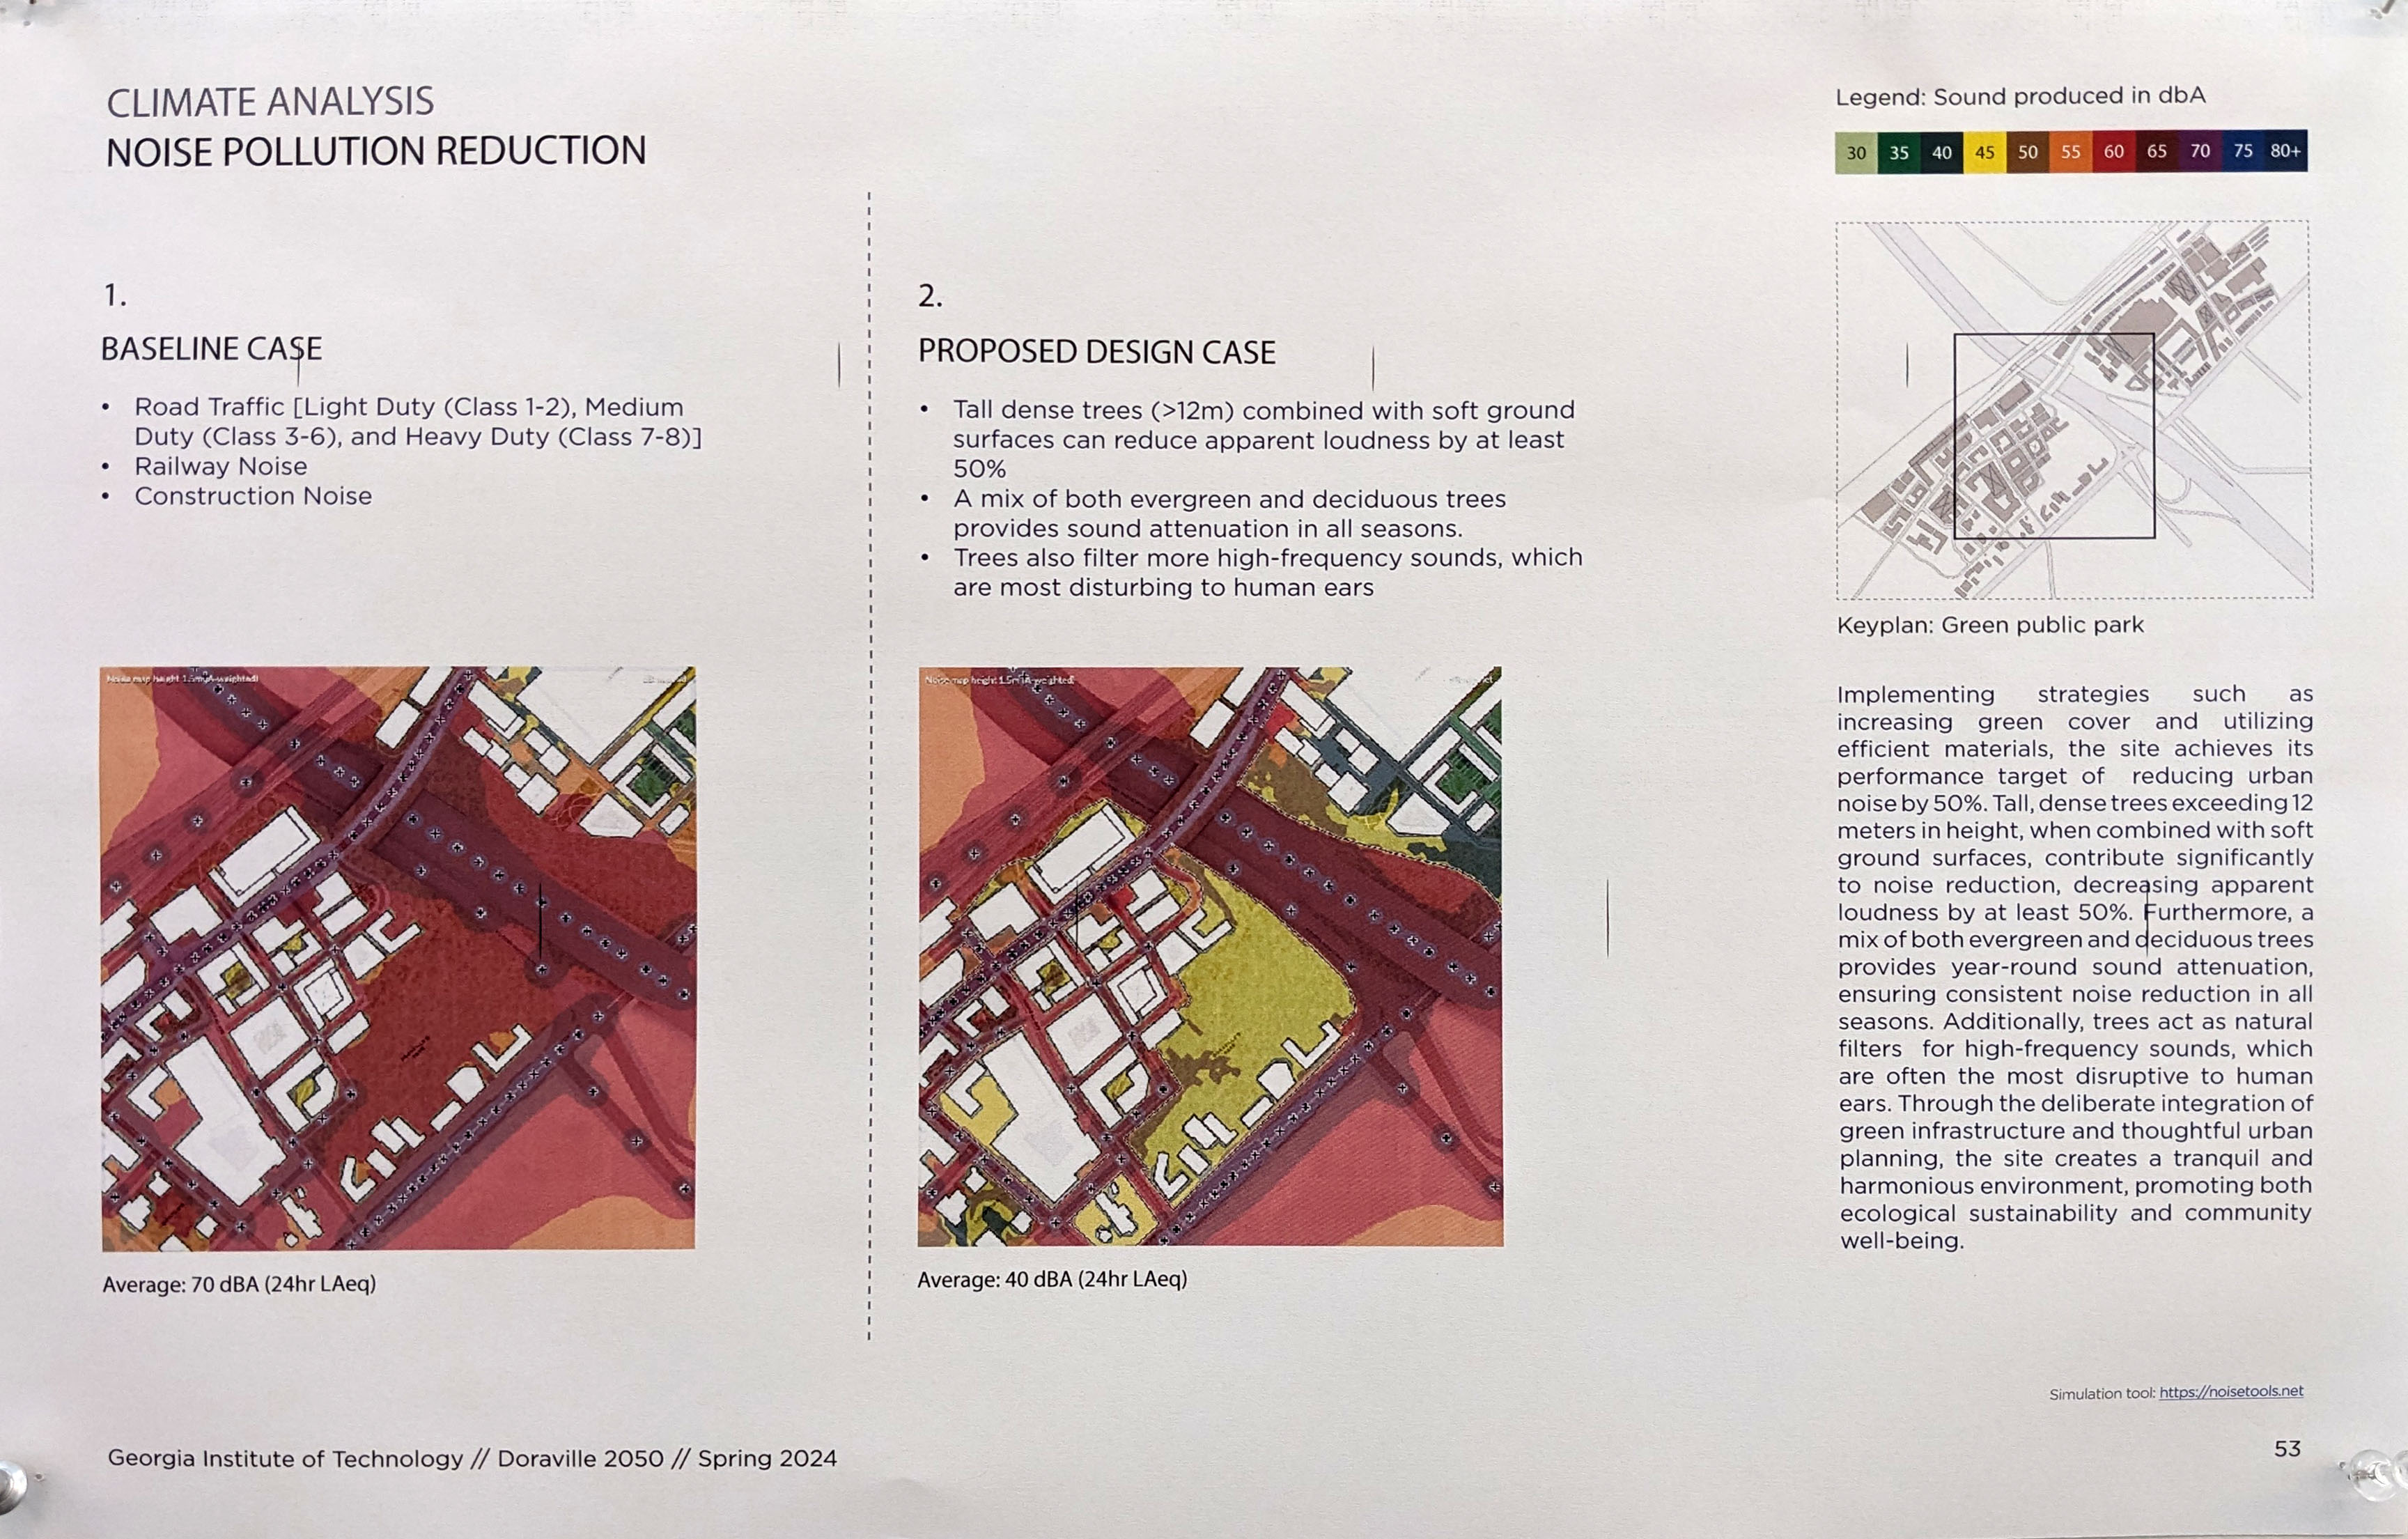 CLIMATE ANALYSIS
NOISE POLLUTION REDUCTION
1.
BASELINE CASE
• Road Traffic [Light Duty (Class 1-2), Medium
Duty (Class 3-6), and Heavy Duty (Class 7-8)]
• Railway Noise
• Construction Noise
Noise map height 1.5m (A-weighted)
Average: 70 dBA (24hr LAeq)
2.
PROPOSED DESIGN CASE
• Tall dense trees (>12m) combined with soft ground
surfaces can reduce apparent loudness by at least
50%
• A mix of both evergreen and deciduous trees
provides sound attenuation in all seasons.
• Trees also filter more high-frequency sounds, which
are most disturbing to human ears
Noise map height 1.5m (A-weighted)
Average: 40 dBA (24hr LAeq)
Legend: Sound produced in dbA
30 35 40 45 50 55 60 65 70 75 80+
Keyplan: Green public park
Implementing strategies such as
increasing green cover and utilizing
efficient materials, the site achieves its
performance target of reducing urban
noise by 50%. Tall, dense trees exceeding 12
meters in height, when combined with soft
ground surfaces, contribute significantly
to noise reduction, decreasing apparent
loudness by at least 50%. Furthermore, a
mix of both evergreen and deciduous trees
provides year-round sound attenuation,
ensuring consistent noise reduction in all
seasons. Additionally, trees act as natural
filters for high-frequency sounds, which
are often the most disruptive to human
ears. Through the deliberate integration of
green infrastructure and thoughtful urban
planning, the site creates a tranquil and
harmonious environment, promoting both
ecological sustainability and community
well-being.
Simulation tool: https://noisetools.net
53
Georgia Institute of Technology // Doraville 2050 // Spring 2024